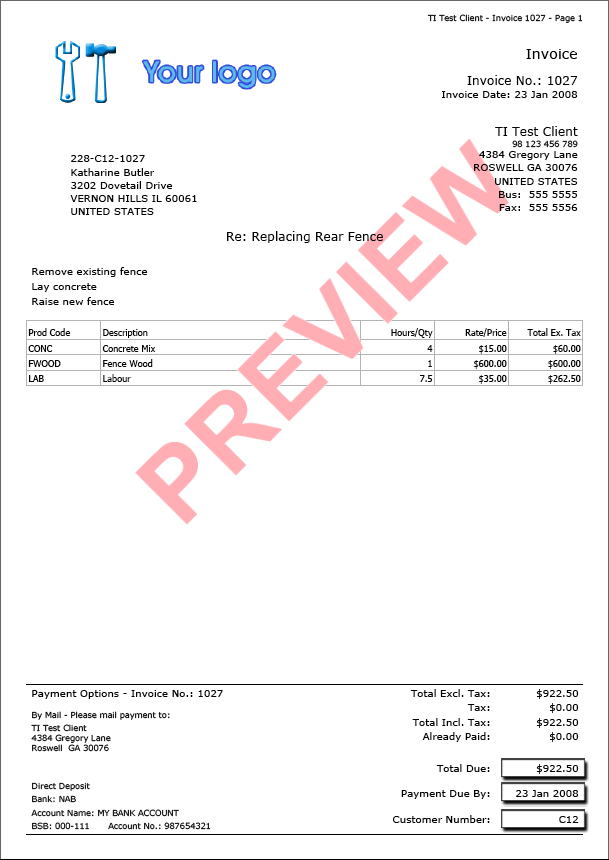 TI Test Client - Invoice 1027 - Page 1
Your logo
Invoice
Invoice No.: 1027
Invoice Date: 23 Jan 2008
TI Test Client
98 123 456 789
4384 Gregory Lane
ROSWELL GA 30076
UNITED STATES
Bus: 555 5555
Fax: 555 5556
228-C12-1027
Katharine Butler
3202 Dovetail Drive
VERNON HILLS IL 60061
UNITED STATES
Re: Replacing Rear Fence
Remove existing fence
Lay concrete
Raise new fence
Prod Code Description Hours/Qty Rate/Price Total Ex. Tax
CONC Concrete Mix 4 $15.00 $60.00
FWOOD Fence Wood 1 $600.00 $600.00
LAB Labour 7.5 $35.00 $262.50
PREVIEW
Payment Options - Invoice No.: 1027
By Mail - Please mail payment to:
TI Test Client
4384 Gregory Lane
Roswell GA 30076
Direct Deposit
Bank: NAB
Account Name: MY BANK ACCOUNT
BSB: 000-111 Account No.: 987654321
Total Excl. Tax: $922.50
Tax: $0.00
Total Incl. Tax: $922.50
Already Paid: $0.00
Total Due: $922.50
Payment Due By: 23 Jan 2008
Customer Number: C12